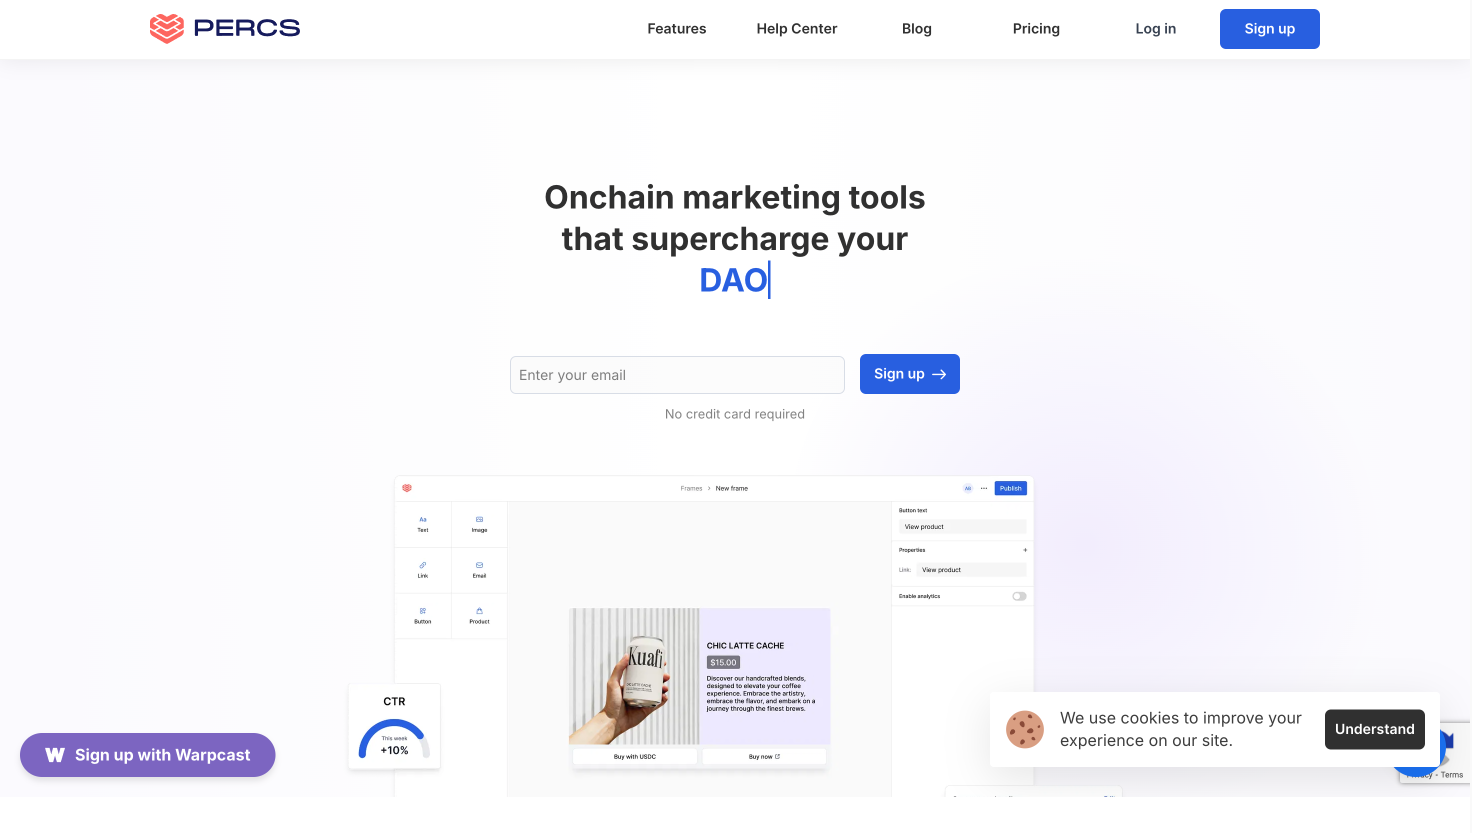 PERCS
Features
Help Center
Blog
Pricing
Log in
Sign up
Onchain marketing tools
that supercharge your
DAO
Enter your email
Sign up →
No credit card required
Frames > New frame
AB
Publish
Aa
Text
Image
Link
Email
Button
Product
Button text
View product
Properties
+
Link:
View product
Enable analytics
Kuafi
CHIC LATTE CACHE
$15.00
Discover our handcrafted blends,
designed to elevate your coffee
experience. Embrace the artistry,
embrace the flavor, and embark on a
journey through the finest brews.
Buy with USDC
Buy now
CTR
This week
+10%
Sign up with Warpcast
We use cookies to improve your
experience on our site.
Understand
Privacy - Terms